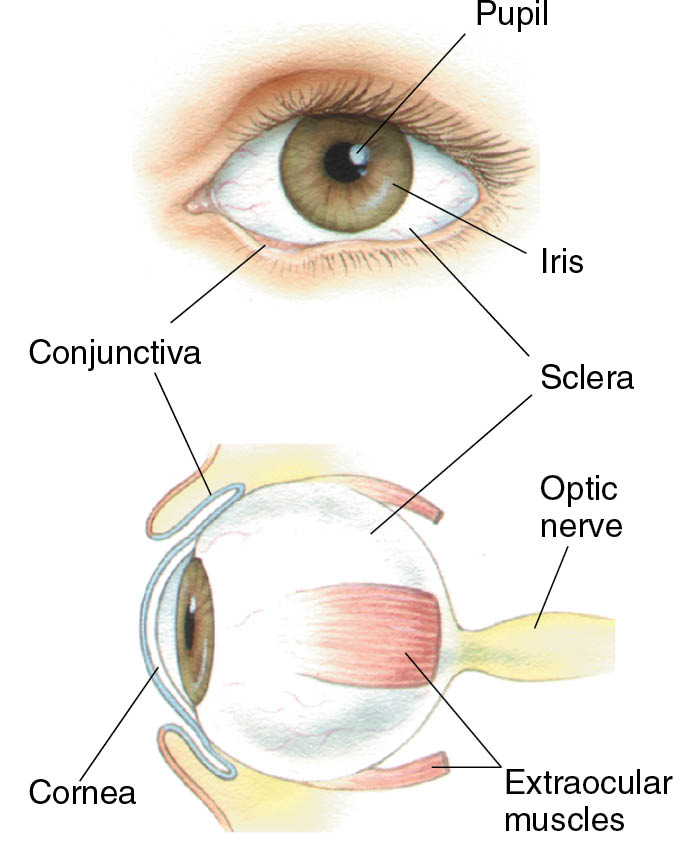 Pupil
Iris
Conjunctiva
Sclera
Optic
nerve
Cornea
Extraocular
muscles